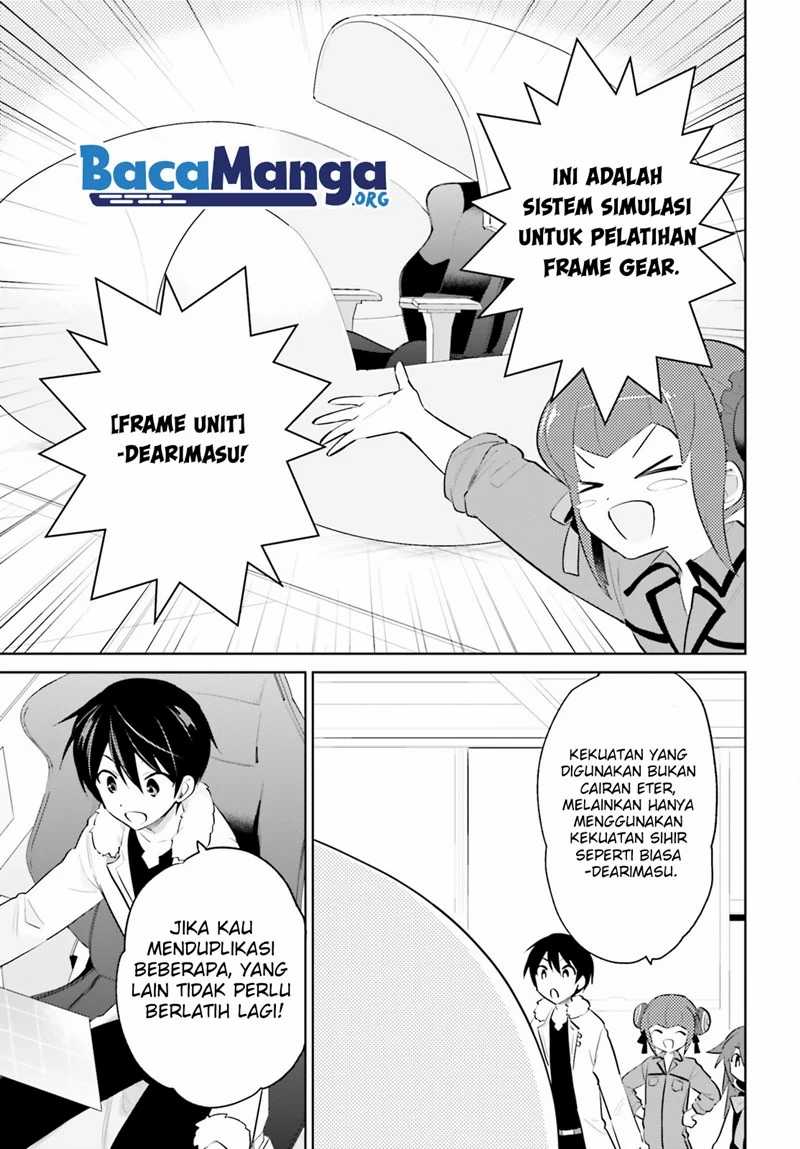 BacaManga
.ORG
INI ADALAH
SISTEM SIMULASI
UNTUK PELATIHAN
FRAME GEAR.
[FRAME UNIT]
-DEARIMASU!
KEKUATAN YANG
DIGUNAKAN BUKAN
CAIRAN ETER,
MELAINKAN HANYA
MENGGUNAKAN
KEKUATAN SIHIR
SEPERTI BIASA
-DEARIMASU.
JIKA KAU
MENDUPLIKASI
BEBERAPA, YANG
LAIN TIDAK PERLU
BERLATIH LAGI!